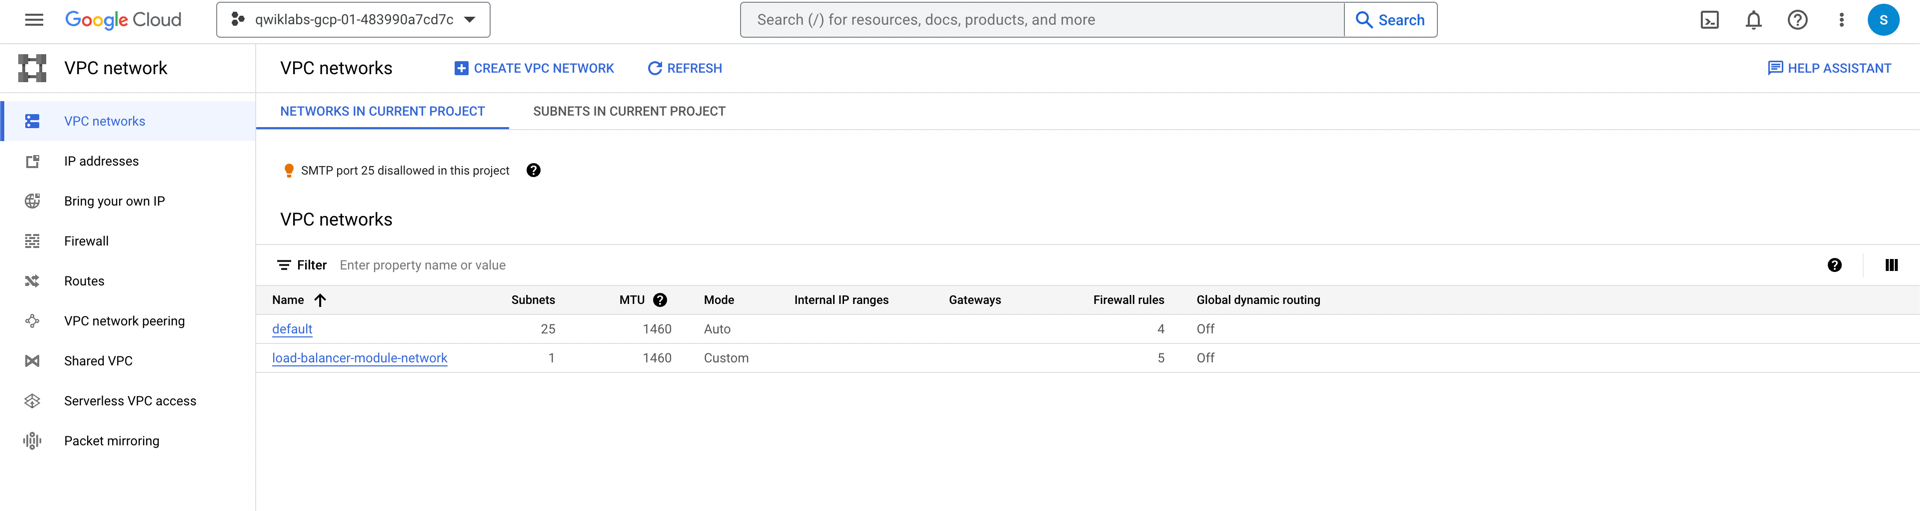 Google Cloud
qwiklabs-gcp-01-483990a7cd7c
Search (/) for resources, docs, products, and more
Search
S
VPC network
VPC networks
CREATE VPC NETWORK
REFRESH
HELP ASSISTANT
VPC networks
IP addresses
Bring your own IP
Firewall
Routes
VPC network peering
Shared VPC
Serverless VPC access
Packet mirroring
NETWORKS IN CURRENT PROJECT
SUBNETS IN CURRENT PROJECT
SMTP port 25 disallowed in this project
VPC networks
Filter Enter property name or value
Name Subnets MTU Mode Internal IP ranges Gateways Firewall rules Global dynamic routing
default 25 1460 Auto 4 Off
load-balancer-module-network 1 1460 Custom 5 Off